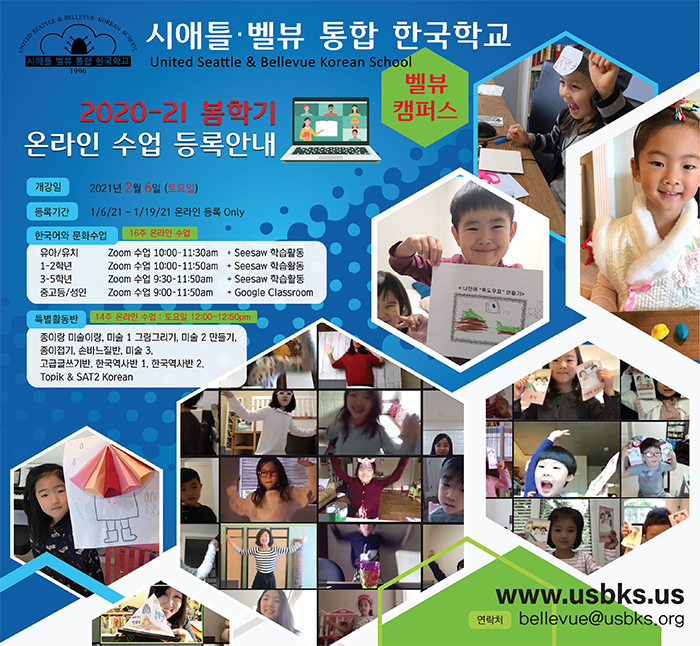 UNITED SEATTLE & BELLEVUE KOREAN SCHOOL
시애틀 벨뷰 통합 한국학교
1996
시애틀·벨뷰 통합 한국학교
United Seattle & Bellevue Korean School
벨뷰
캠퍼스
2020-21 봄학기
온라인 수업 등록안내
개강일 2021년 2월 6일 (토요일)
등록기간 1/6/21 - 1/19/21 온라인 등록 Only
한국어와 문화수업 16주 온라인 수업
유아/유치 Zoom 수업 10:00-11:30am + Seesaw 학습활동
1-2학년 Zoom 수업 10:00-11:50am + Seesaw 학습활동
3-5학년 Zoom 수업 9:30-11:50am + Seesaw 학습활동
중고등/성인 Zoom 수업 9:00-11:50am + Google Classroom
특별활동반 14주 온라인 수업 : 토요일 12:00-12:50pm
종이랑 미술이랑, 미술 1 그림그리기, 미술 2 만들기,
종이접기, 손바느질반, 미술 3,
고급글쓰기반, 한국역사반 1, 한국역사반 2,
Topik & SAT2 Korean
< 나만에 "독도우표" 만들기>
www.usbks.us
연락처 bellevue@usbks.org